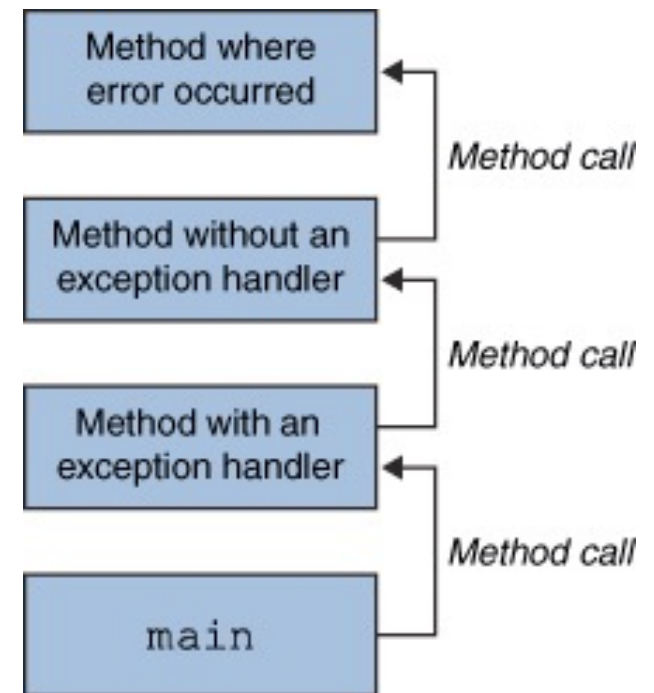 Method where
error occurred
Method call
Method without an
exception handler
Method call
Method with an
exception handler
Method call
main